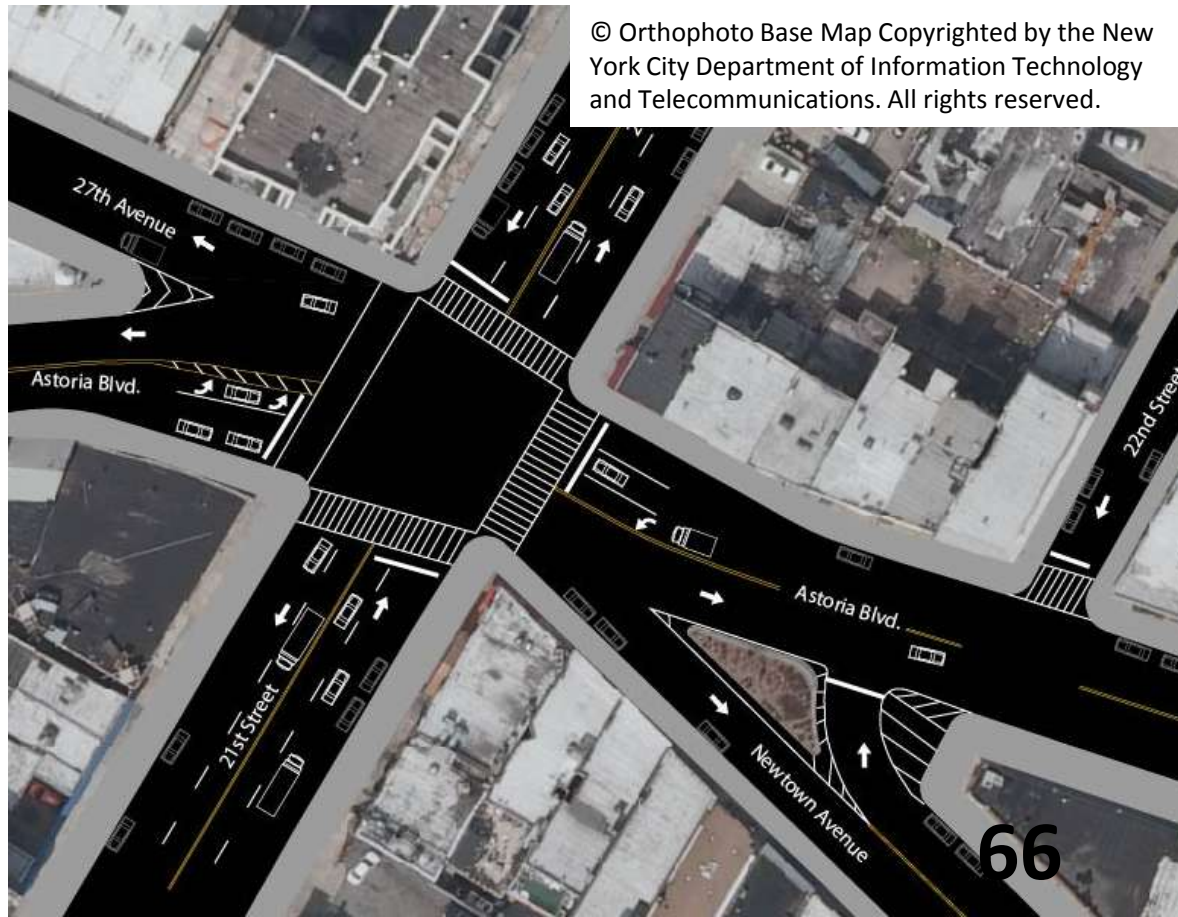 © Orthophoto Base Map Copyrighted by the New
York City Department of Information Technology
and Telecommunications. All rights reserved.
27th Avenue
Astoria Blvd.
22nd Street
Astoria Blvd.
21st Street
Newtown Avenue
66